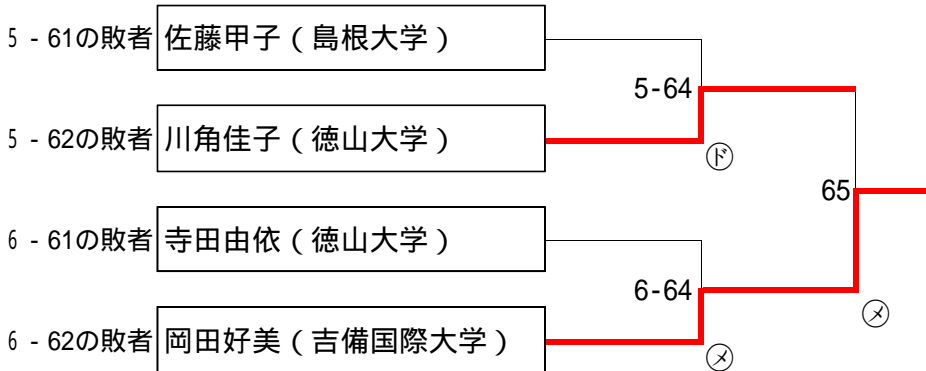 5 - 61の敗者 佐藤甲子 ( 島根大学 )
5-64
5 - 62の敗者 川角佳子 ( 徳山大学 )
㋣゙
65
6 - 61の敗者 寺田由依 ( 徳山大学 )
6-64
㋱
6 - 62の敗者 岡田好美 ( 吉備国際大学 )
㋱